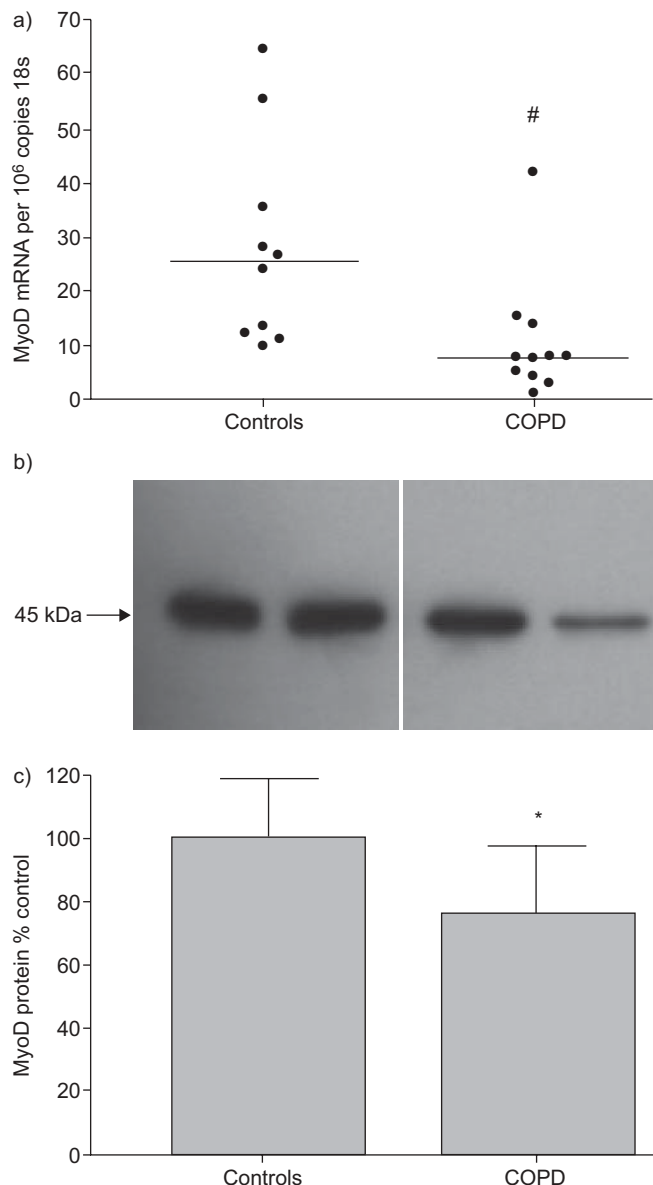 a)
70
60
50
40
30
20
10
0
MyoD mRNA per 10⁶ copies 18s
#
Controls COPD
b)
45 kDa
c)
120
100
80
60
40
20
0
MyoD protein % control
*
Controls COPD